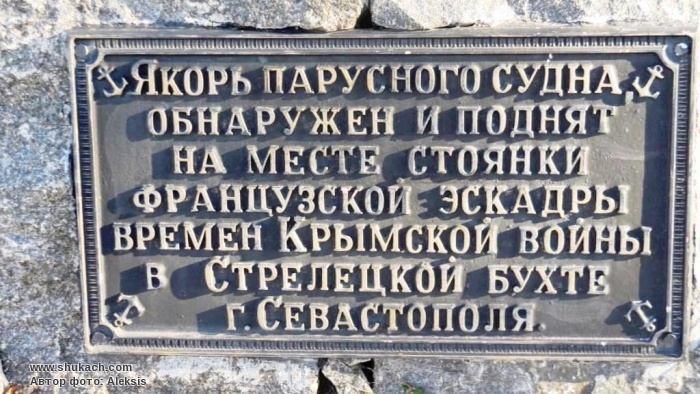 Якорь парусного судна
обнаружен и поднят
на месте стоянки
французской эскадры
времен Крымской войны
в Стрелецкой бухте
г. Севастополя.
www.shukach.com
Автор фото: Aleksis